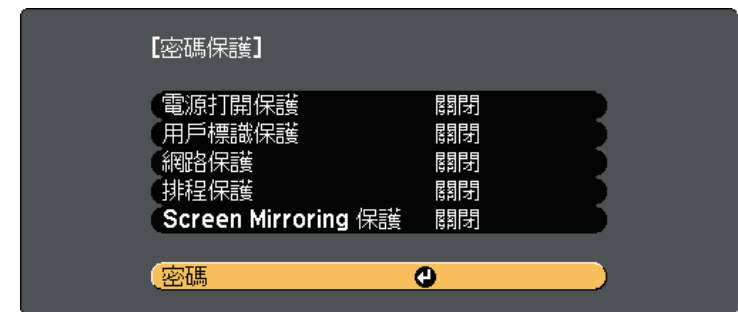 [密碼保護]
電源打開保護 關閉
用戶標識保護 關閉
網路保護 關閉
排程保護 關閉
Screen Mirroring 保護 關閉
密碼